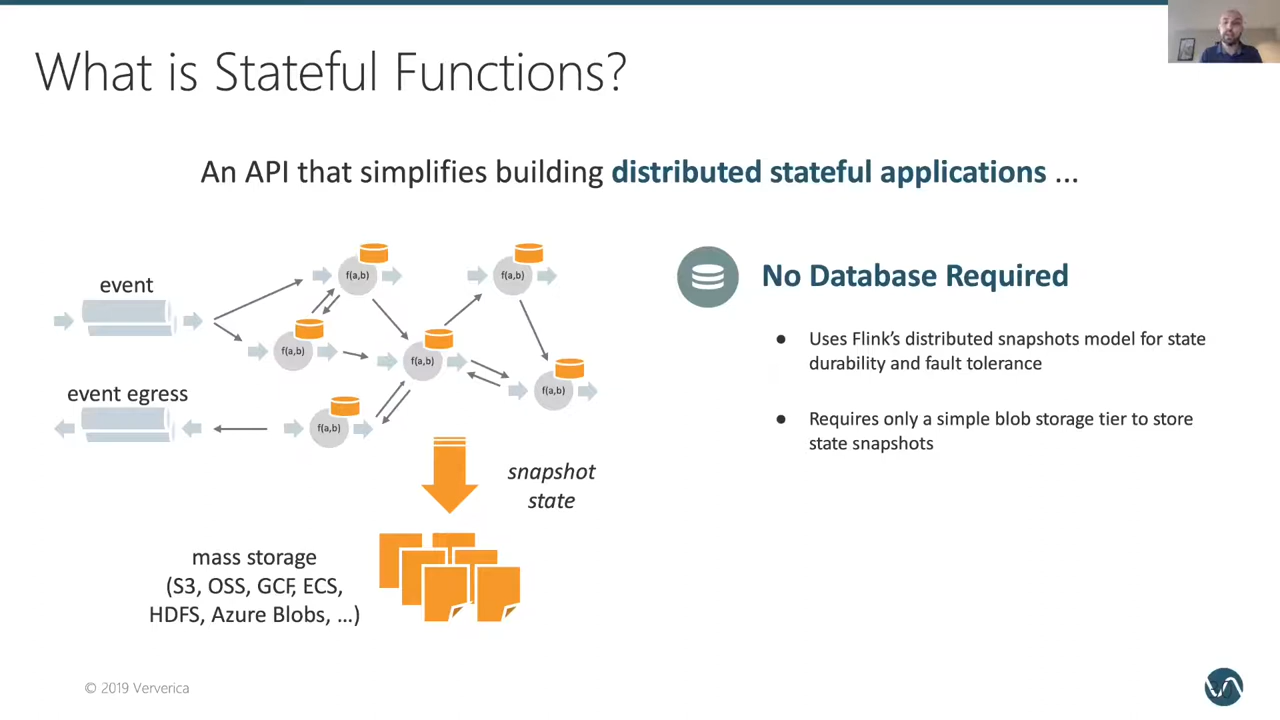 What is Stateful Functions?
An API that simplifies building distributed stateful applications ...
event
f(a,b)
f(a,b)
f(a,b)
f(a,b)
f(a,b)
event egress
f(a,b)
snapshot
state
mass storage
(S3, OSS, GCF, ECS,
HDFS, Azure Blobs, ...)
No Database Required
● Uses Flink's distributed snapshots model for state
durability and fault tolerance
● Requires only a simple blob storage tier to store
state snapshots
© 2019 Ververica